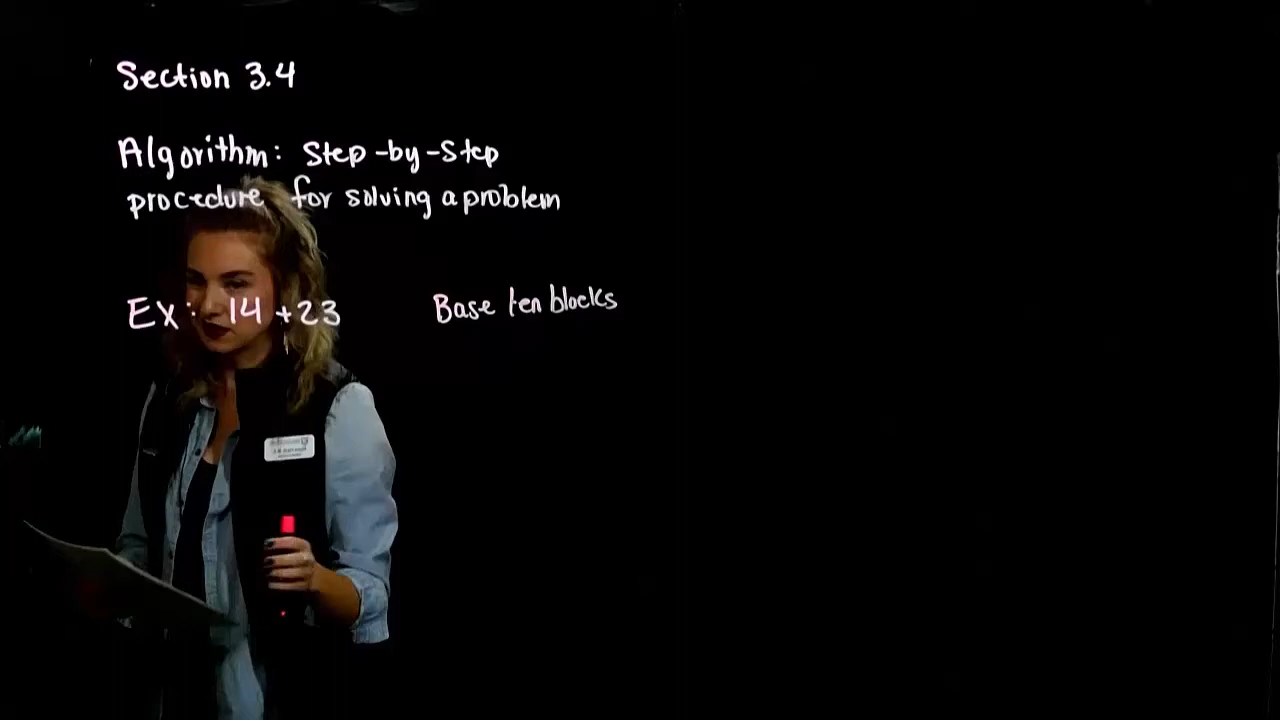 Section 3.4
Algorithm: Step-by-Step
procedure for solving a problem
Ex: 14 + 23
Base ten blocks